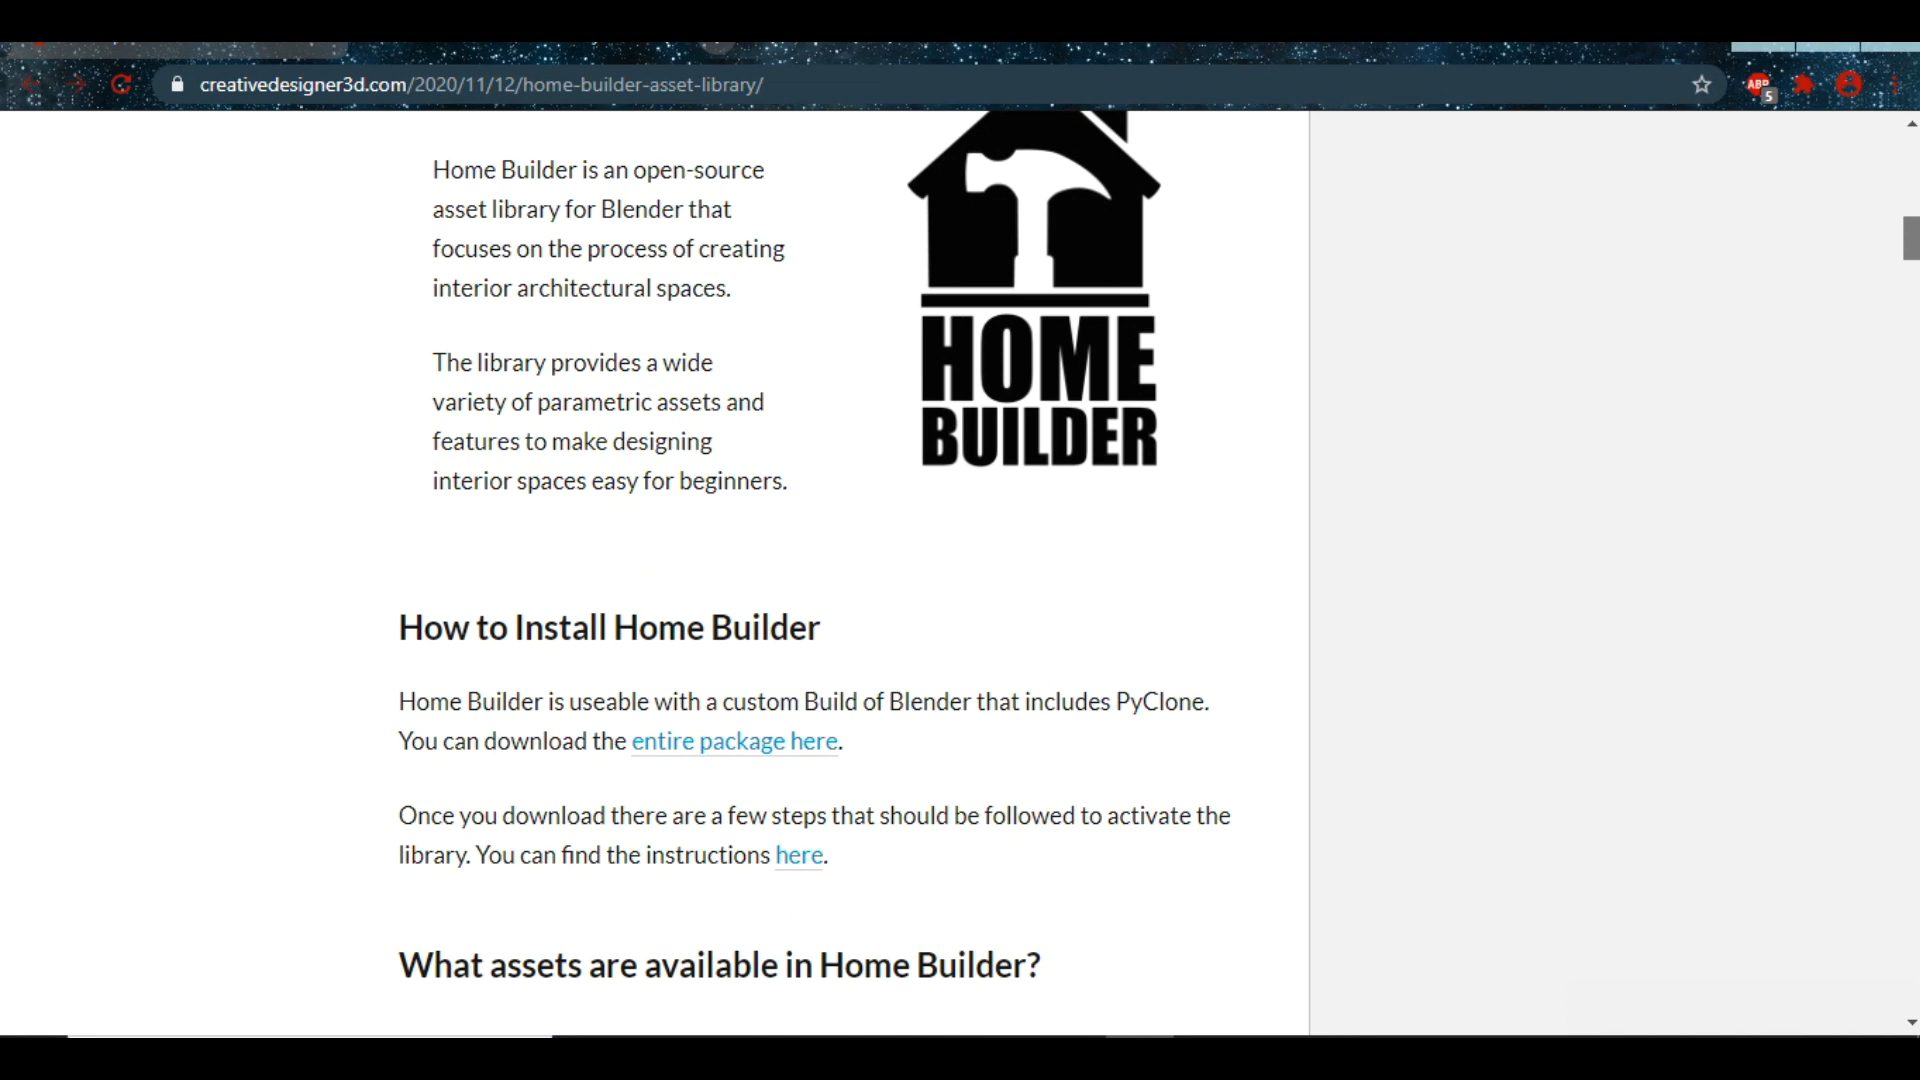 creativedesigner3d.com/2020/11/12/home-builder-asset-library/
ABP
5
Home Builder is an open-source
asset library for Blender that
focuses on the process of creating
interior architectural spaces.
The library provides a wide
variety of parametric assets and
features to make designing
interior spaces easy for beginners.
HOME
BUILDER
How to Install Home Builder
Home Builder is useable with a custom Build of Blender that includes PyClone.
You can download the entire package here.
Once you download there are a few steps that should be followed to activate the
library. You can find the instructions here.
What assets are available in Home Builder?